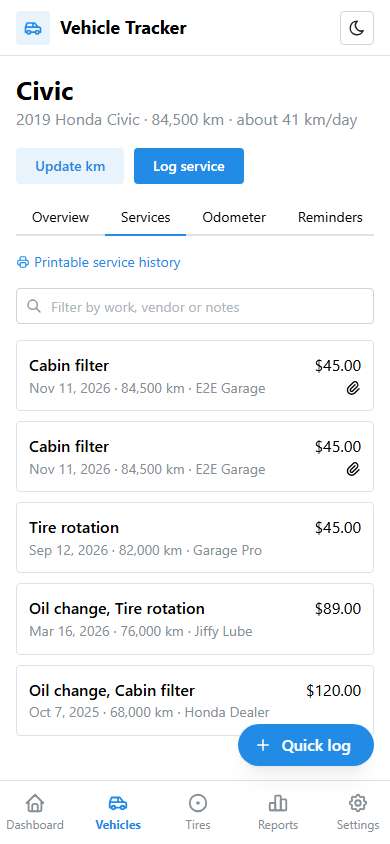 Vehicle Tracker
Civic
2019 Honda Civic · 84,500 km · about 41 km/day
Update km
Log service
Overview
Services
Odometer
Reminders
Printable service history
Filter by work, vendor or notes
Cabin filter $45.00
Nov 11, 2026 · 84,500 km · E2E Garage
Cabin filter $45.00
Nov 11, 2026 · 84,500 km · E2E Garage
Tire rotation $45.00
Sep 12, 2026 · 82,000 km · Garage Pro
Oil change, Tire rotation $89.00
Mar 16, 2026 · 76,000 km · Jiffy Lube
Oil change, Cabin filter $120.00
Oct 7, 2025 · 68,000 km · Honda Dealer
Quick log
Dashboard
Vehicles
Tires
Reports
Settings